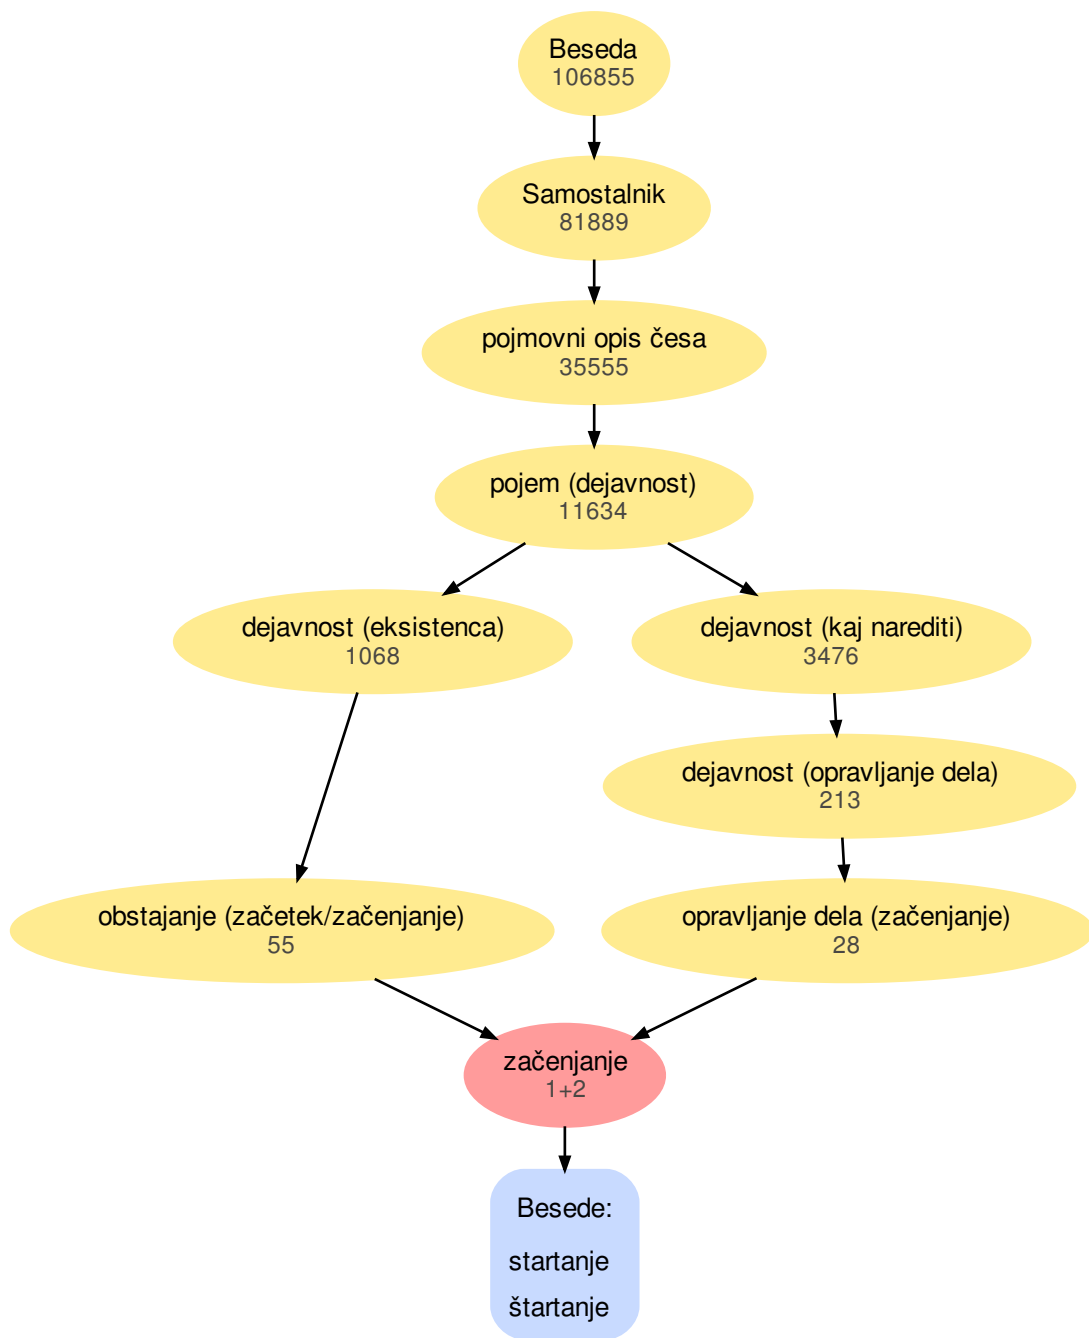 Beseda
106855
Samostalnik
81889
pojmovni opis česa
35555
pojem (dejavnost)
11634
dejavnost (eksistenca)
1068
dejavnost (kaj narediti)
3476
dejavnost (opravljanje dela)
213
obstajanje (začetek/začenjanje)
55
opravljanje dela (začenjanje)
28
začenjanje
1+2
Besede:
startanje
štartanje